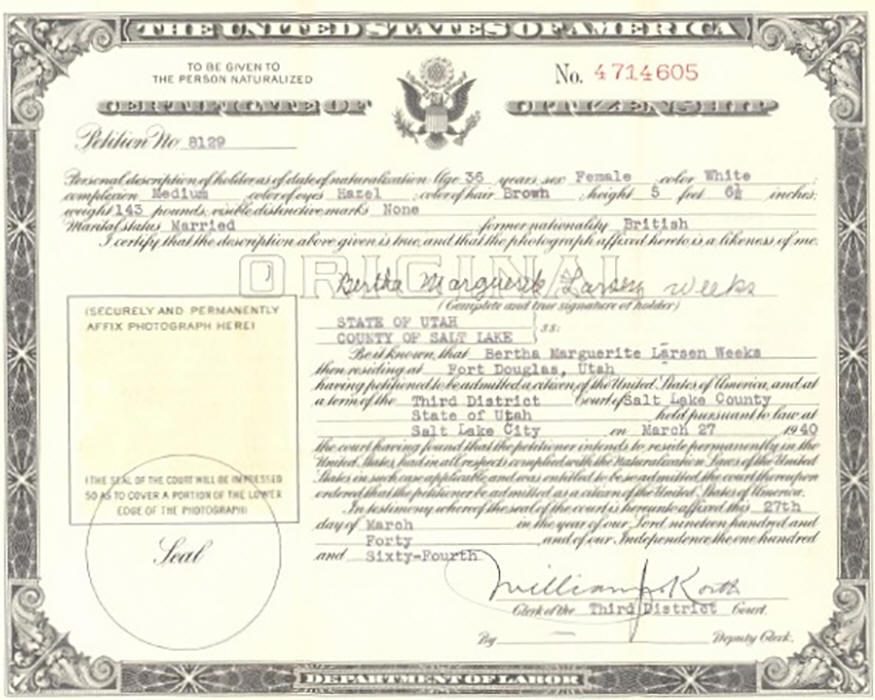 THE UNITED STATES OF AMERICA
TO BE GIVEN TO
THE PERSON NATURALIZED
No. 4714605
CERTIFICATE OF CITIZENSHIP
Petition No 8129
Personal description of holder as of date of naturalization: Age 36 years, sex Female color White
complexion Medium color of eyes Hazel color of hair Brown height 5 feet 6½ inches;
weight 143 pounds, visible distinctive marks None
Marital status Married former nationality British
I certify that the description above given is true, and that the photograph affixed hereto is a likeness of me.
ORIGINAL
Bertha Marguerite Larsen Weeks
(Complete and true signature of holder)
(SECURELY AND PERMANENTLY
AFFIX PHOTOGRAPH HERE)
STATE OF UTAH
COUNTY OF SALT LAKE } ss:
Be it known, that Bertha Marguerite Larsen Weeks
then residing at Fort Douglas, Utah
having petitioned to be admitted a citizen of the United States of America, and at
a term of the Third District Court of Salt Lake County
State of Utah held pursuant to law at
Salt Lake City on March 27 1940
the court having found that the petitioner intends to reside permanently in the
United States, had in all respects complied with the Naturalization Laws of the United
States in such case applicable, and was entitled to be so admitted, the court thereupon
ordered that the petitioner be admitted as a citizen of the United States of America.
In testimony whereof the seal of the court is hereunto affixed this 27th
day of March in the year of our Lord nineteen hundred and
Forty and of our Independence the one hundred
and Sixty-Fourth
(THE SEAL OF THE COURT WILL BE IMPRESSED
SO AS TO COVER A PORTION OF THE LOWER
EDGE OF THE PHOTOGRAPH)
Seal
William J. Korth
Clerk of the Third District Court.
By — Deputy Clerk.
DEPARTMENT OF LABOR